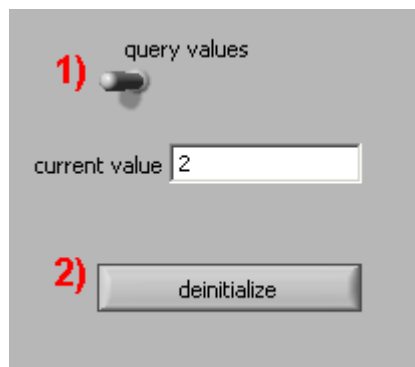 query values
1)
current value 2
2)
deinitialize